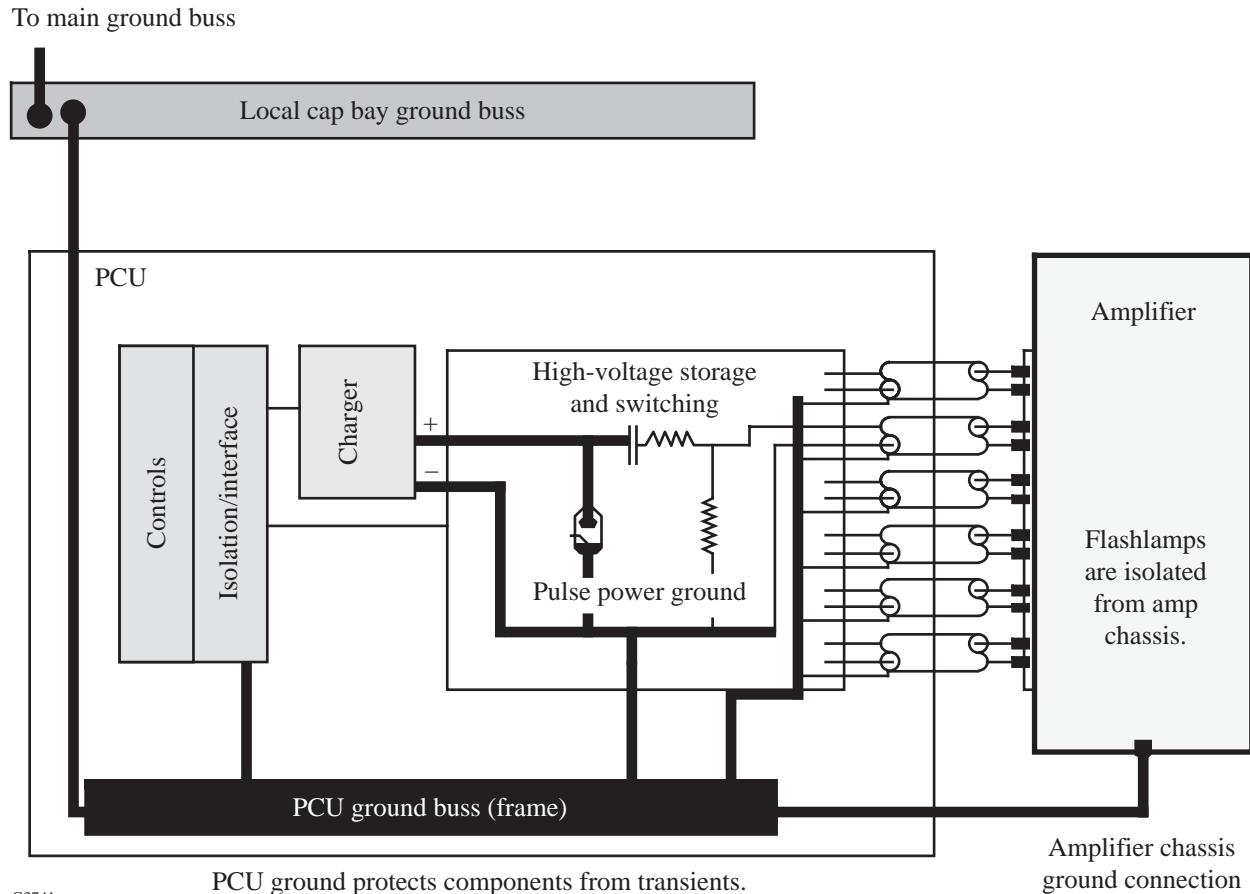 To main ground buss
Local cap bay ground buss
PCU
Amplifier
High-voltage storage
and switching
Controls
Isolation/interface
Charger
+
−
Pulse power ground
Flashlamps
are isolated
from amp
chassis.
PCU ground buss (frame)
Amplifier chassis
ground connection
PCU ground protects components from transients.